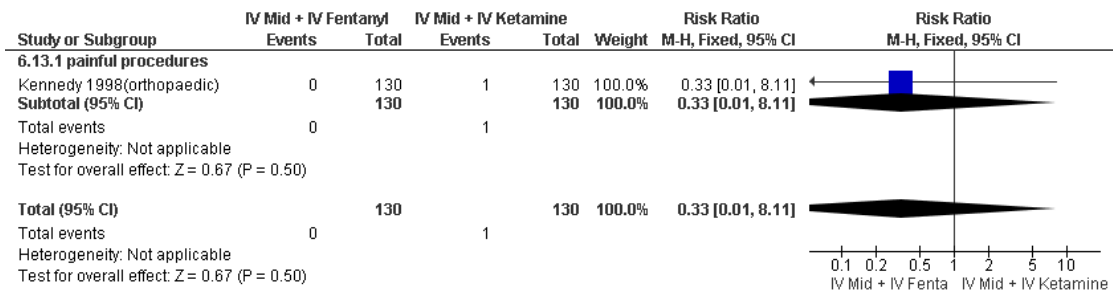 IV Mid + IV Fentanyl IV Mid + IV Ketamine Risk Ratio Risk Ratio
Study or Subgroup Events Total Events Total Weight M-H, Fixed, 95% CI M-H, Fixed, 95% CI
6.13.1 painful procedures
Kennedy 1998(orthopaedic) 0 130 1 130 100.0% 0.33 [0.01, 8.11]
Subtotal (95% CI) 130 130 100.0% 0.33 [0.01, 8.11]
Total events 0 1
Heterogeneity: Not applicable
Test for overall effect: Z = 0.67 (P = 0.50)
Total (95% CI) 130 130 100.0% 0.33 [0.01, 8.11]
Total events 0 1
Heterogeneity: Not applicable
0.1 0.2 0.5 1 2 5 10
Test for overall effect: Z = 0.67 (P = 0.50)
IV Mid + IV Fenta IV Mid + IV Ketamine